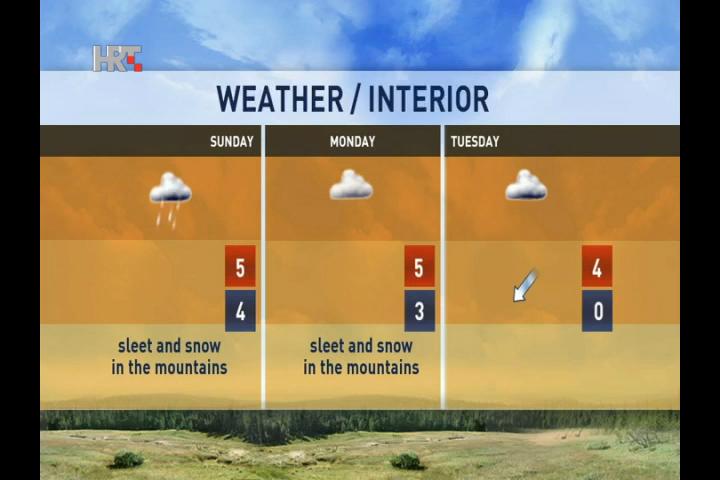 HRT
WEATHER / INTERIOR
SUNDAY
MONDAY
TUESDAY
5
5
4
4
3
0
sleet and snow
in the mountains
sleet and snow
in the mountains